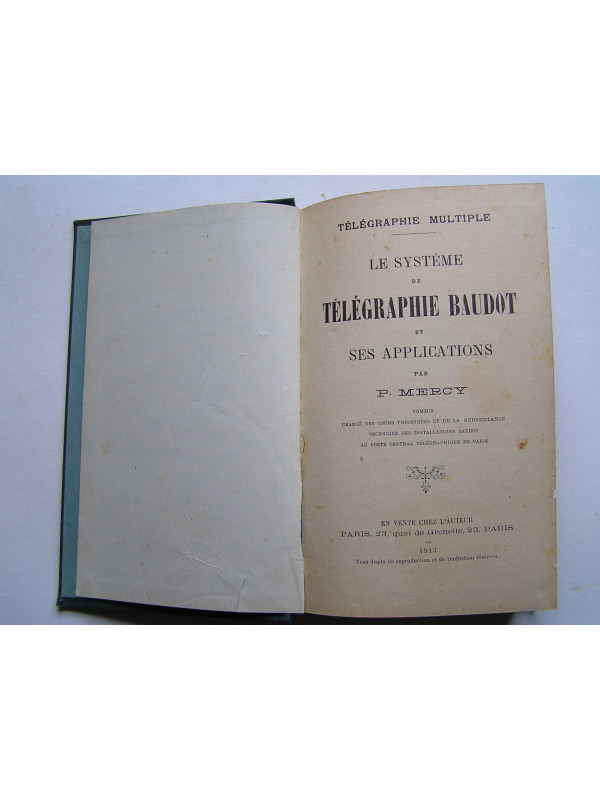 TÉLÉGRAPHIE MULTIPLE
LE SYSTÈME
DE
TÉLÉGRAPHIE BAUDOT
ET
SES APPLICATIONS
PAR
P. MERCY
COMMIS
CHARGÉ DES COURS THÉORIQUES ET DE LA SURVEILLANCE
TECHNIQUE DES INSTALLATIONS BAUDOT
AU POSTE CENTRAL TÉLÉGRAPHIQUE DE PARIS
EN VENTE CHEZ L'AUTEUR
PARIS. 23, quai de Grenelle, 23. PARIS
1913
Tous droits de reproduction et de traduction réservés.